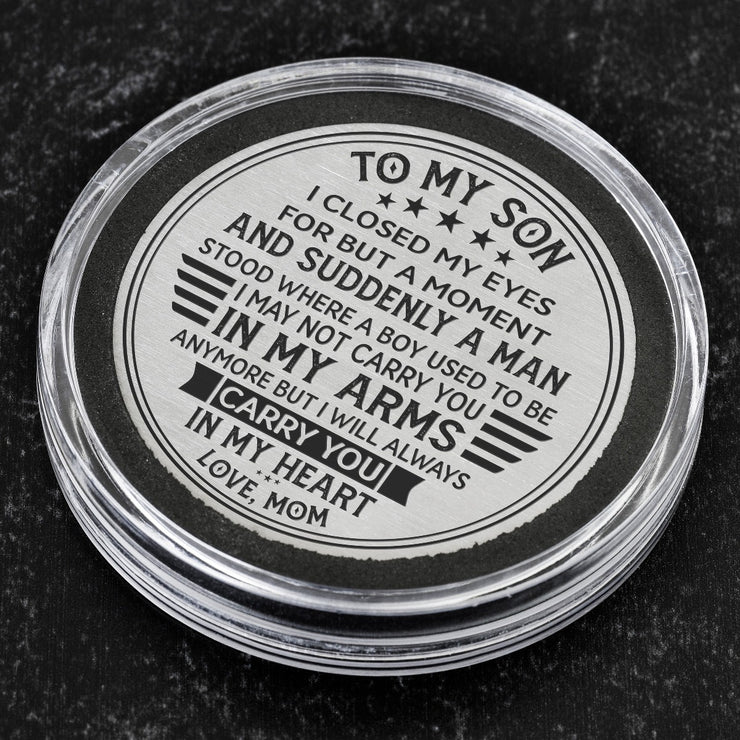 TO MY SON
I CLOSED MY EYES
FOR BUT A MOMENT
AND SUDDENLY A MAN
STOOD WHERE A BOY USED TO BE
I MAY NOT CARRY YOU
IN MY ARMS
ANYMORE BUT I WILL ALWAYS
CARRY YOU
IN MY HEART
LOVE, MOM